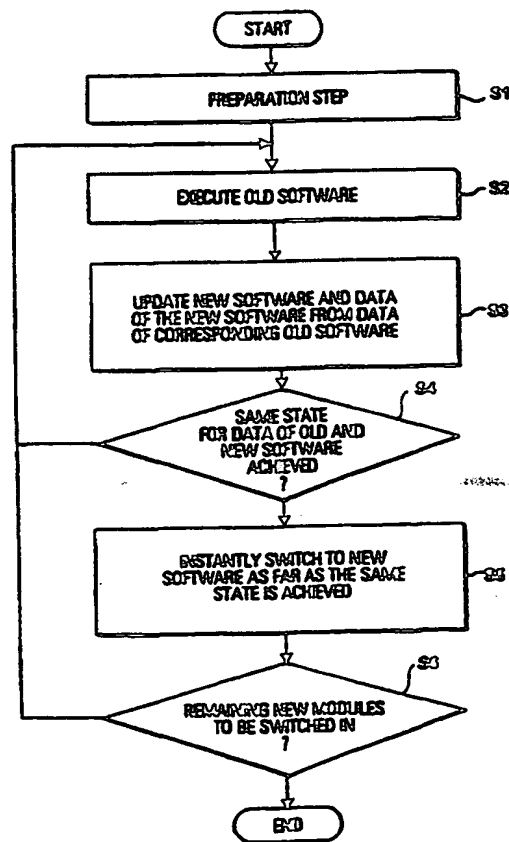 START
PREPARATION STEP
S1
EXECUTE OLD SOFTWARE
S2
UPDATE NEW SOFTWARE AND DATA
OF THE NEW SOFTWARE FROM DATA
OF CORRESPONDING OLD SOFTWARE
S3
S4
SAME STATE
FOR DATA OF OLD AND
NEW SOFTWARE
ACHIEVED
?
INSTANTLY SWITCH TO NEW
SOFTWARE AS FAR AS THE SAME
STATE IS ACHIEVED
REMAINING NEW MODULES
TO BE SWITCHED IN
?
END